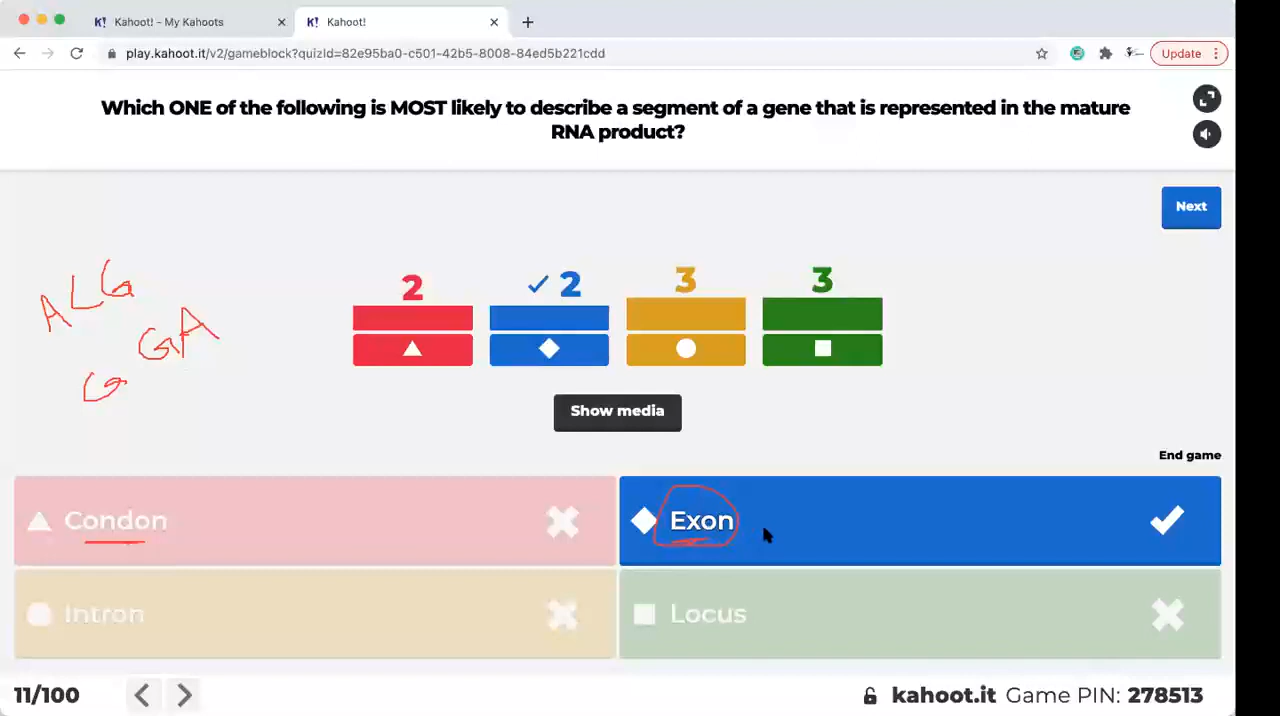 K! Kahoot! - My Kahoots
K! Kahoot!
play.kahoot.it/v2/gameblock?quizId=82e95ba0-c501-42b5-8008-84ed5b221cdd
Update
Which ONE of the following is MOST likely to describe a segment of a gene that is represented in the mature
RNA product?
Next
2
2
3
3
A
G
GA
G
Show media
End game
Condon
Exon
Intron
Locus
11/100
kahoot.it Game PIN: 278513